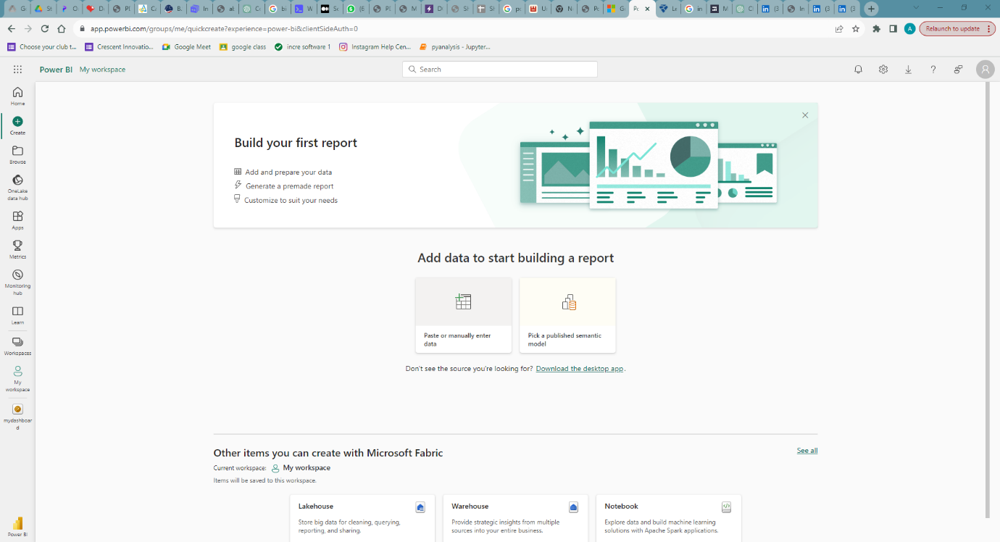 G
St
O
D
Pl
C
B
In
al
C
bi
W
Sc
(6
Pl
M
D
St
St
pr
U
N
Po
G
Po
Le
in
M
Cl
(3
In
(3
(3
app.powerbi.com/groups/me/quickcreate?experience=power-bi&clientSideAuth=0
A
Relaunch to update
Choose your club t...
Crescent Innovatio...
Google Meet
google class
incre software 1
Instagram Help Cen...
pyanalysis - Jupyter...
Power BI My workspace
Search
Home
Create
Browse
OneLake
data hub
Apps
Metrics
Monitoring
hub
Learn
Workspaces
My
workspace
mydashboar
d
Power BI
Build your first report
Add and prepare your data
Generate a premade report
Customize to suit your needs
Add data to start building a report
Paste or manually enter
data
Pick a published semantic
model
Don't see the source you're looking for? Download the desktop app.
Other items you can create with Microsoft Fabric
See all
Current workspace: My workspace
Items will be saved to this workspace.
Lakehouse
Store big data for cleaning, querying,
reporting, and sharing.
Warehouse
Provide strategic insights from multiple
sources into your entire business.
Notebook
Explore data and build machine learning
solutions with Apache Spark applications.